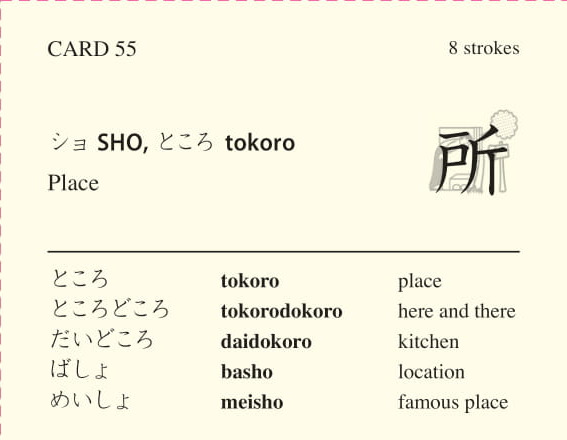 CARD 55 8 strokes
ショ SHO, ところ tokoro
Place
所
ところ tokoro place
ところどころ tokorodokoro here and there
だいどころ daidokoro kitchen
ばしょ basho location
めいしょ meisho famous place